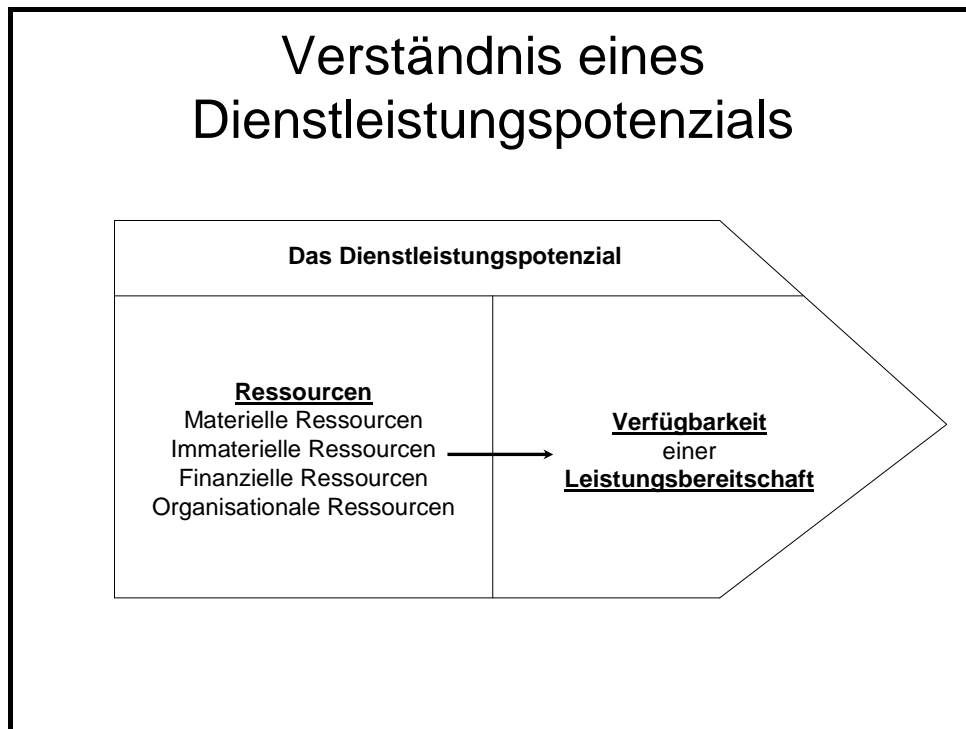 Verständnis eines
Dienstleistungspotenzials
Das Dienstleistungspotenzial
Ressourcen
Materielle Ressourcen
Immaterielle Ressourcen
Finanzielle Ressourcen
Organisationale Ressourcen
Verfügbarkeit
einer
Leistungsbereitschaft